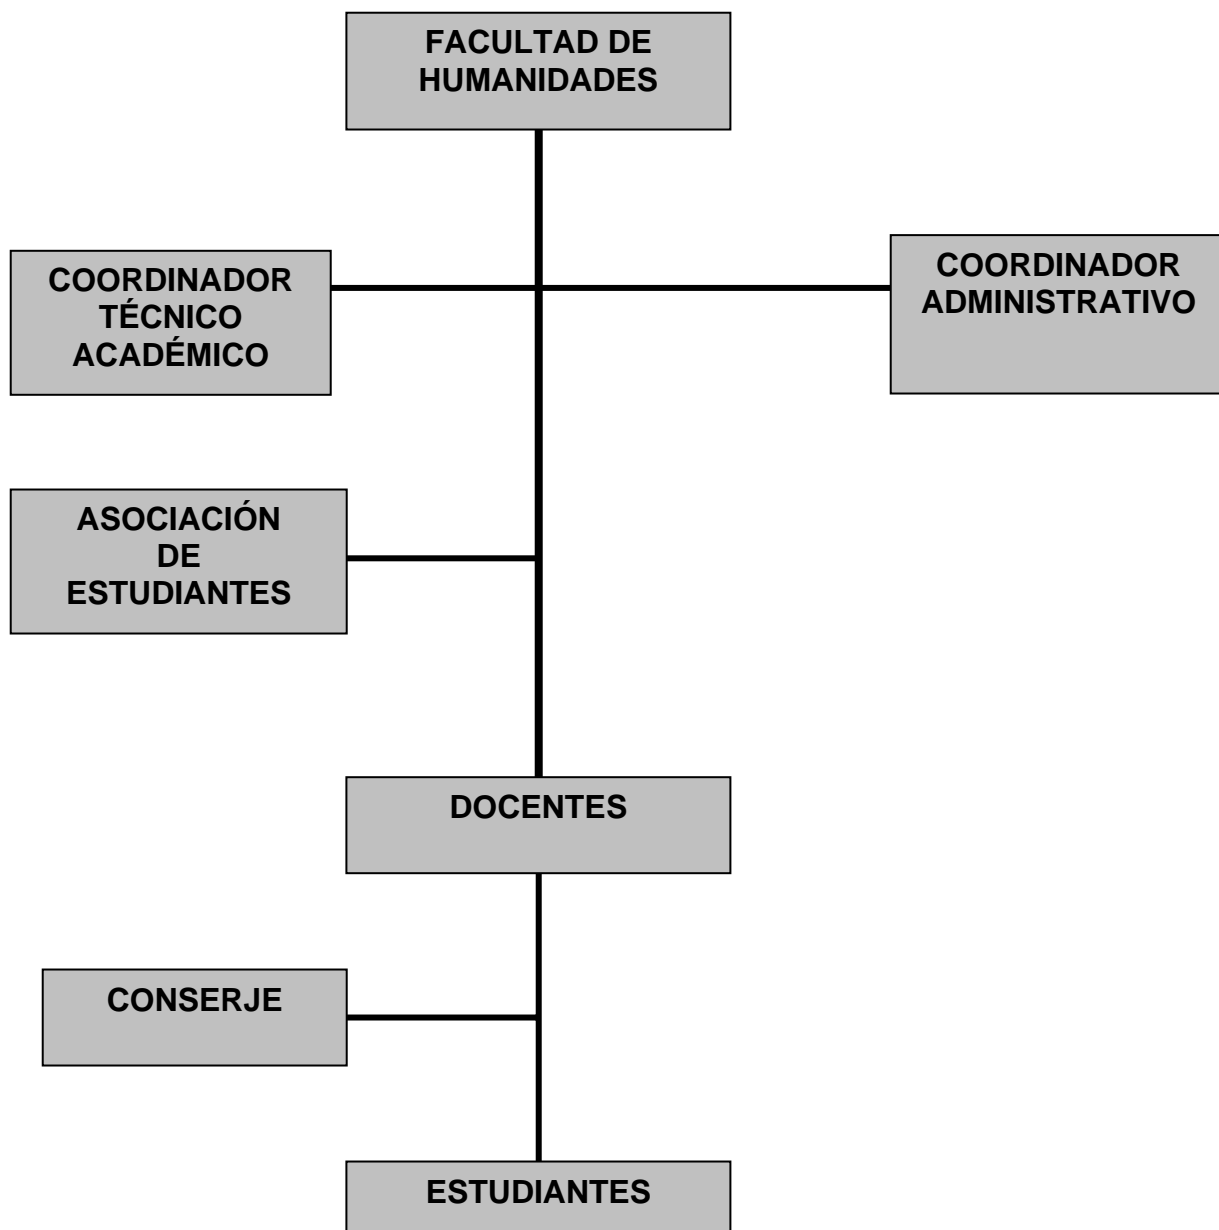 FACULTAD DE
HUMANIDADES
COORDINADOR
TÉCNICO
ACADÉMICO
COORDINADOR
ADMINISTRATIVO
ASOCIACIÓN
DE
ESTUDIANTES
DOCENTES
CONSERJE
ESTUDIANTES